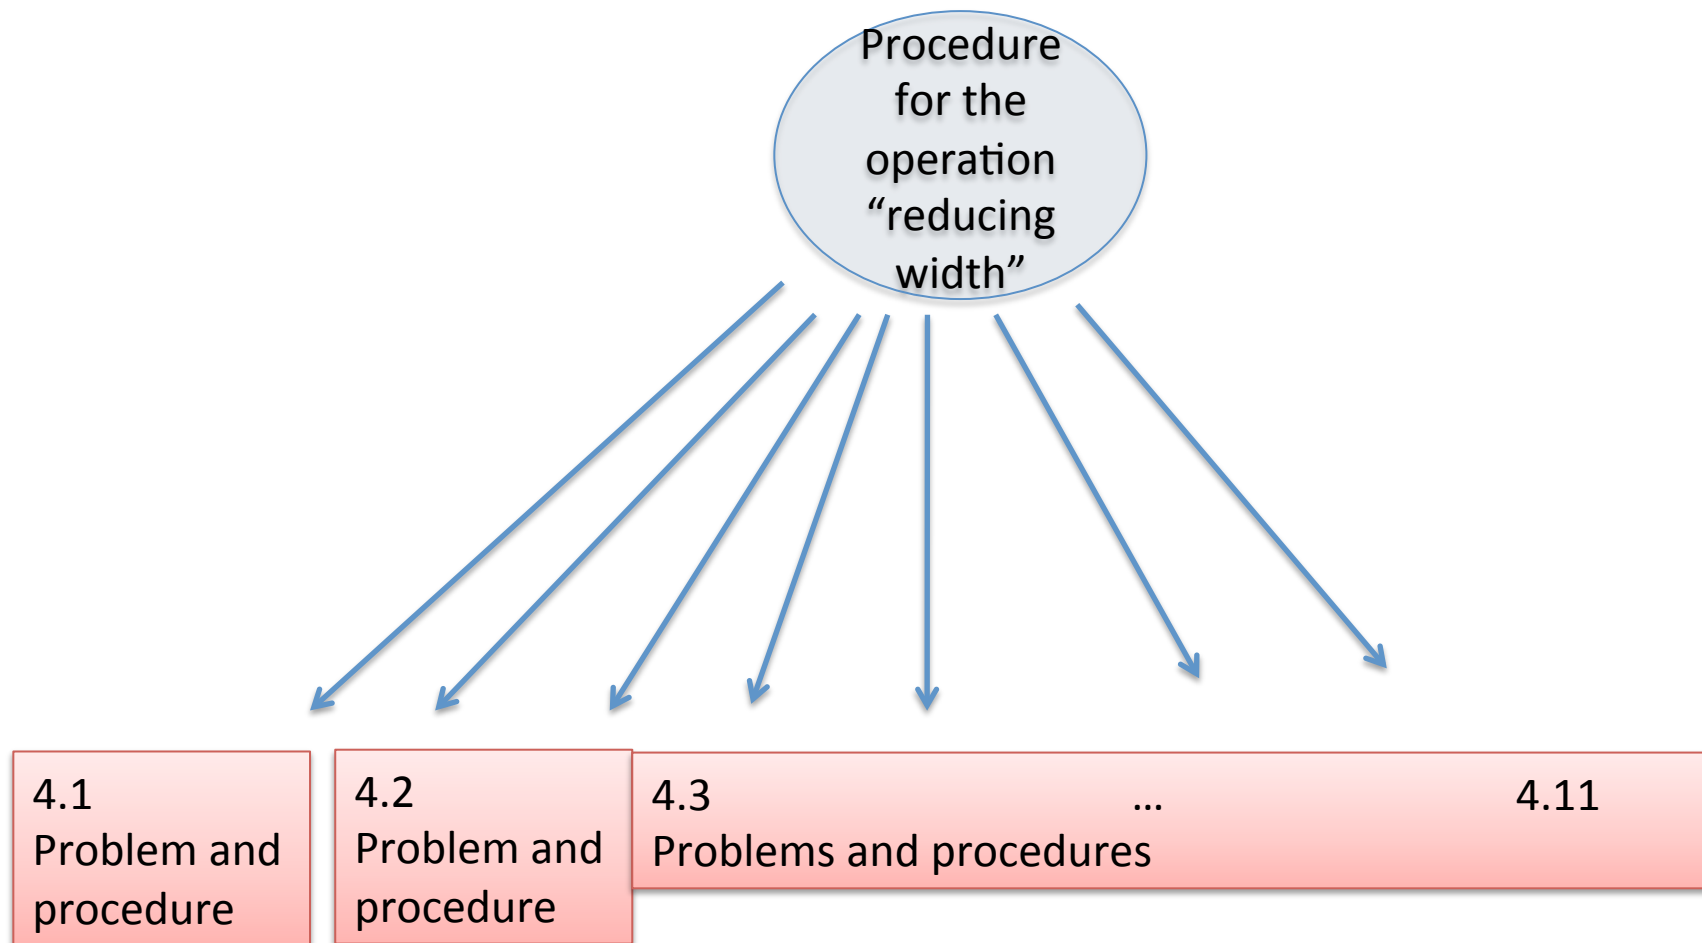 Procedure
for the
operation
“reducing
width”
4.1
Problem and
procedure
4.2
Problem and
procedure
4.3 ... 4.11
Problems and procedures